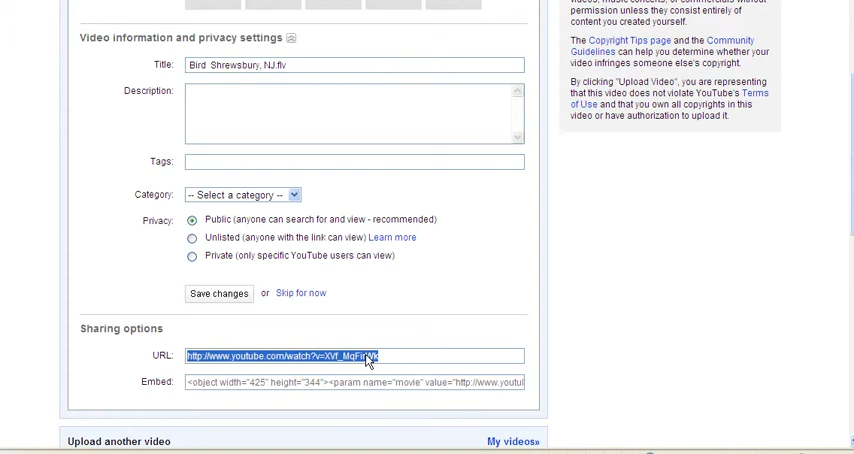 videos, music concerts, or commercials without
permission unless they consist entirely of
content you created yourself.
The Copyright Tips page and the Community
Guidelines can help you determine whether your
video infringes someone else's copyright.
By clicking "Upload Video", you are representing
that this video does not violate YouTube's Terms
of Use and that you own all copyrights in this
video or have authorization to upload it.
Video information and privacy settings
Title: Bird Shrewsbury, NJ.flv
Description:
Tags:
Category: -- Select a category --
Privacy: Public (anyone can search for and view - recommended)
Unlisted (anyone with the link can view) Learn more
Private (only specific YouTube users can view)
Save changes or Skip for now
Sharing options
URL:
Embed: <object width="425" height="344"><param name="movie" value="http://www.youtul
Upload another video My videos»